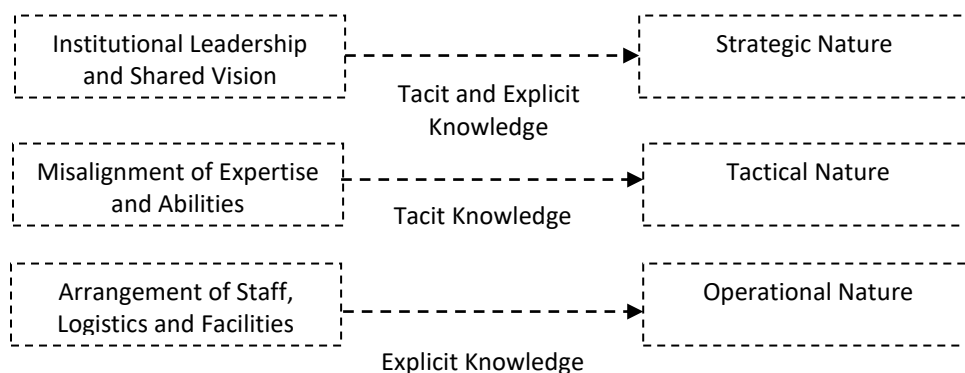 Institutional Leadership
and Shared Vision
Strategic Nature
Tacit and Explicit
Knowledge
Misalignment of Expertise
and Abilities
Tactical Nature
Tacit Knowledge
Arrangement of Staff,
Logistics and Facilities
Operational Nature
Explicit Knowledge